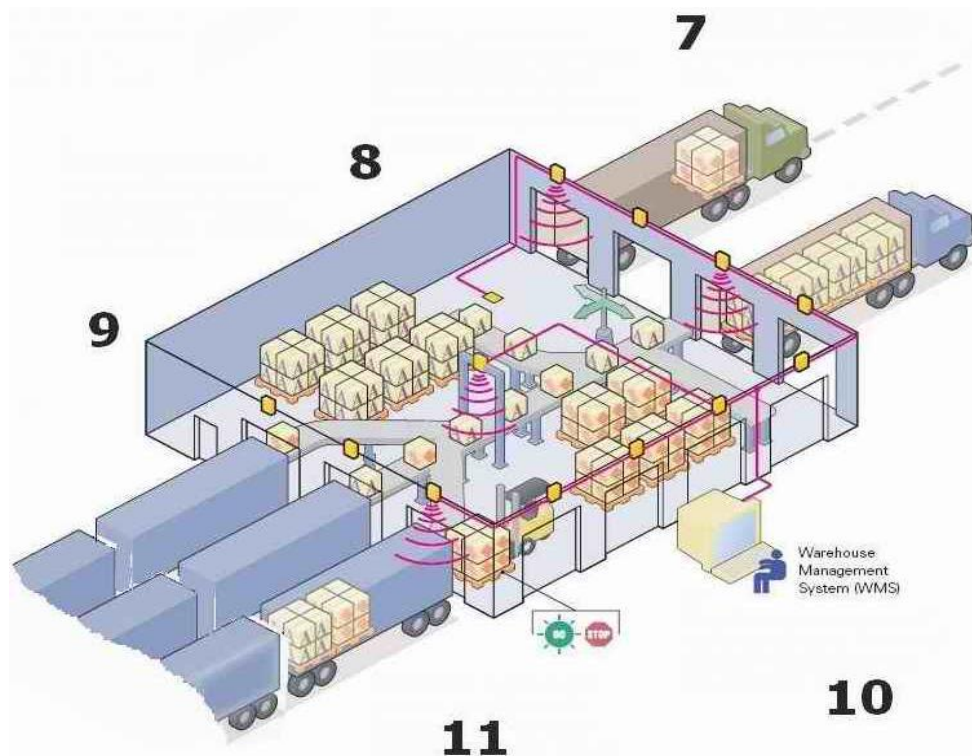 7
8
9
Warehouse
Management
System (WMS)
GO
STOP
10
11